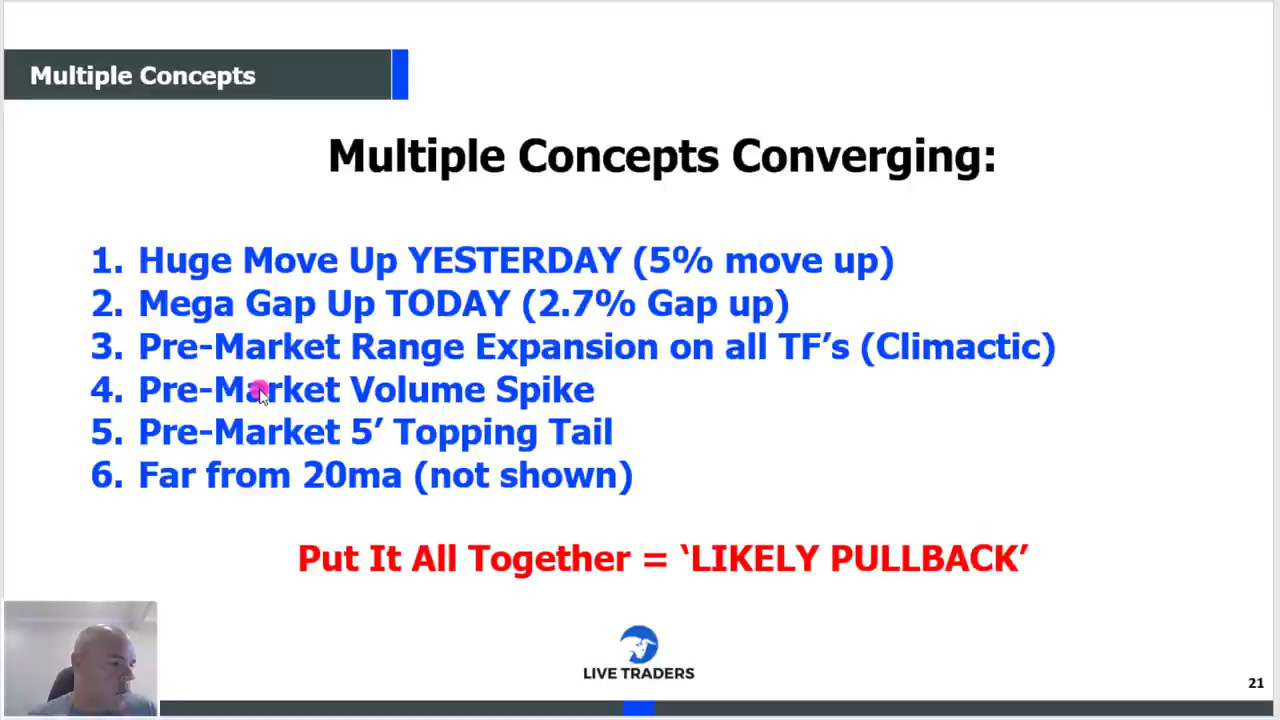 Multiple Concepts
Multiple Concepts Converging:
1. Huge Move Up YESTERDAY (5% move up)
2. Mega Gap Up TODAY (2.7% Gap up)
3. Pre-Market Range Expansion on all TF’s (Climactic)
4. Pre-Market Volume Spike
5. Pre-Market 5’ Topping Tail
6. Far from 20ma (not shown)
Put It All Together = ‘LIKELY PULLBACK’
LIVE TRADERS
21